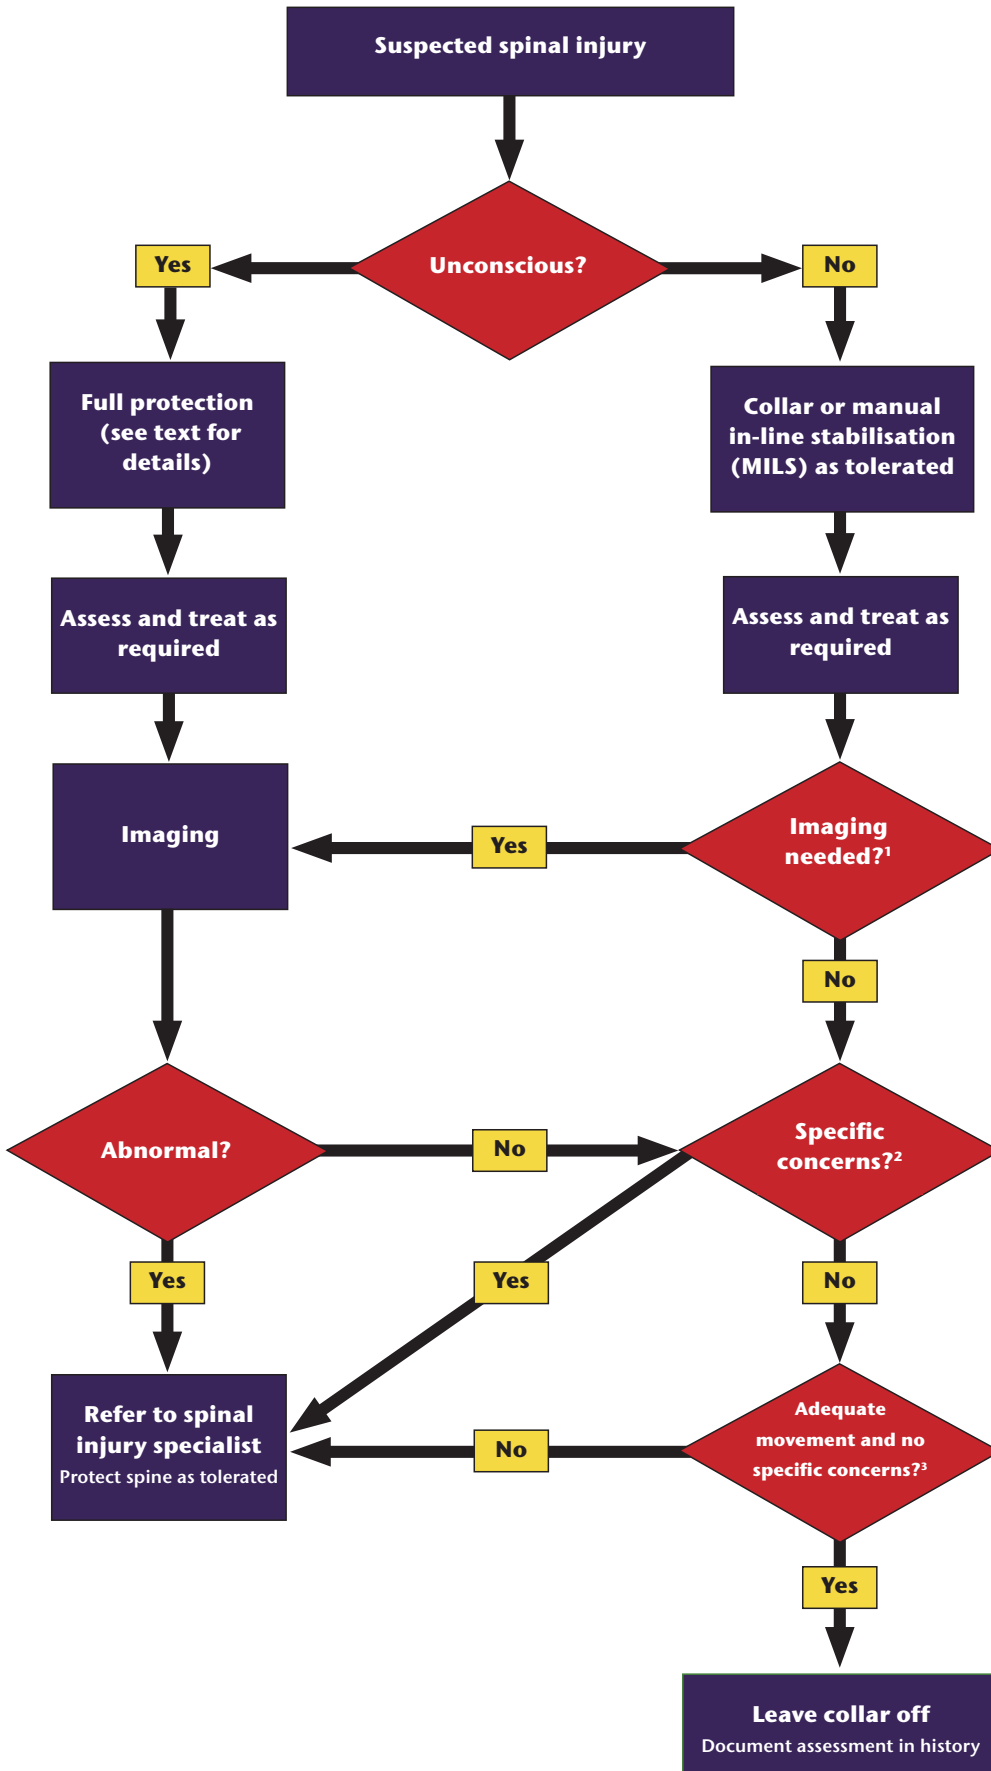 Suspected spinal injury
Unconscious?
Yes
No
Full protection
(see text for
details)
Collar or manual
in-line stabilisation
(MILS) as tolerated
Assess and treat as
required
Assess and treat as
required
Imaging
Yes
Imaging
needed?¹
No
Abnormal?
No
Specific
concerns?²
Yes
Yes
No
Refer to spinal
injury specialist
Protect spine as tolerated
No
Adequate
movement and no
specific concerns?³
Yes
Leave collar off
Document assessment in history